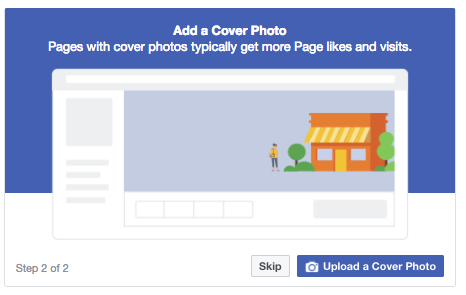 Add a Cover Photo
Pages with cover photos typically get more Page likes and visits.
Step 2 of 2
Skip
Upload a Cover Photo